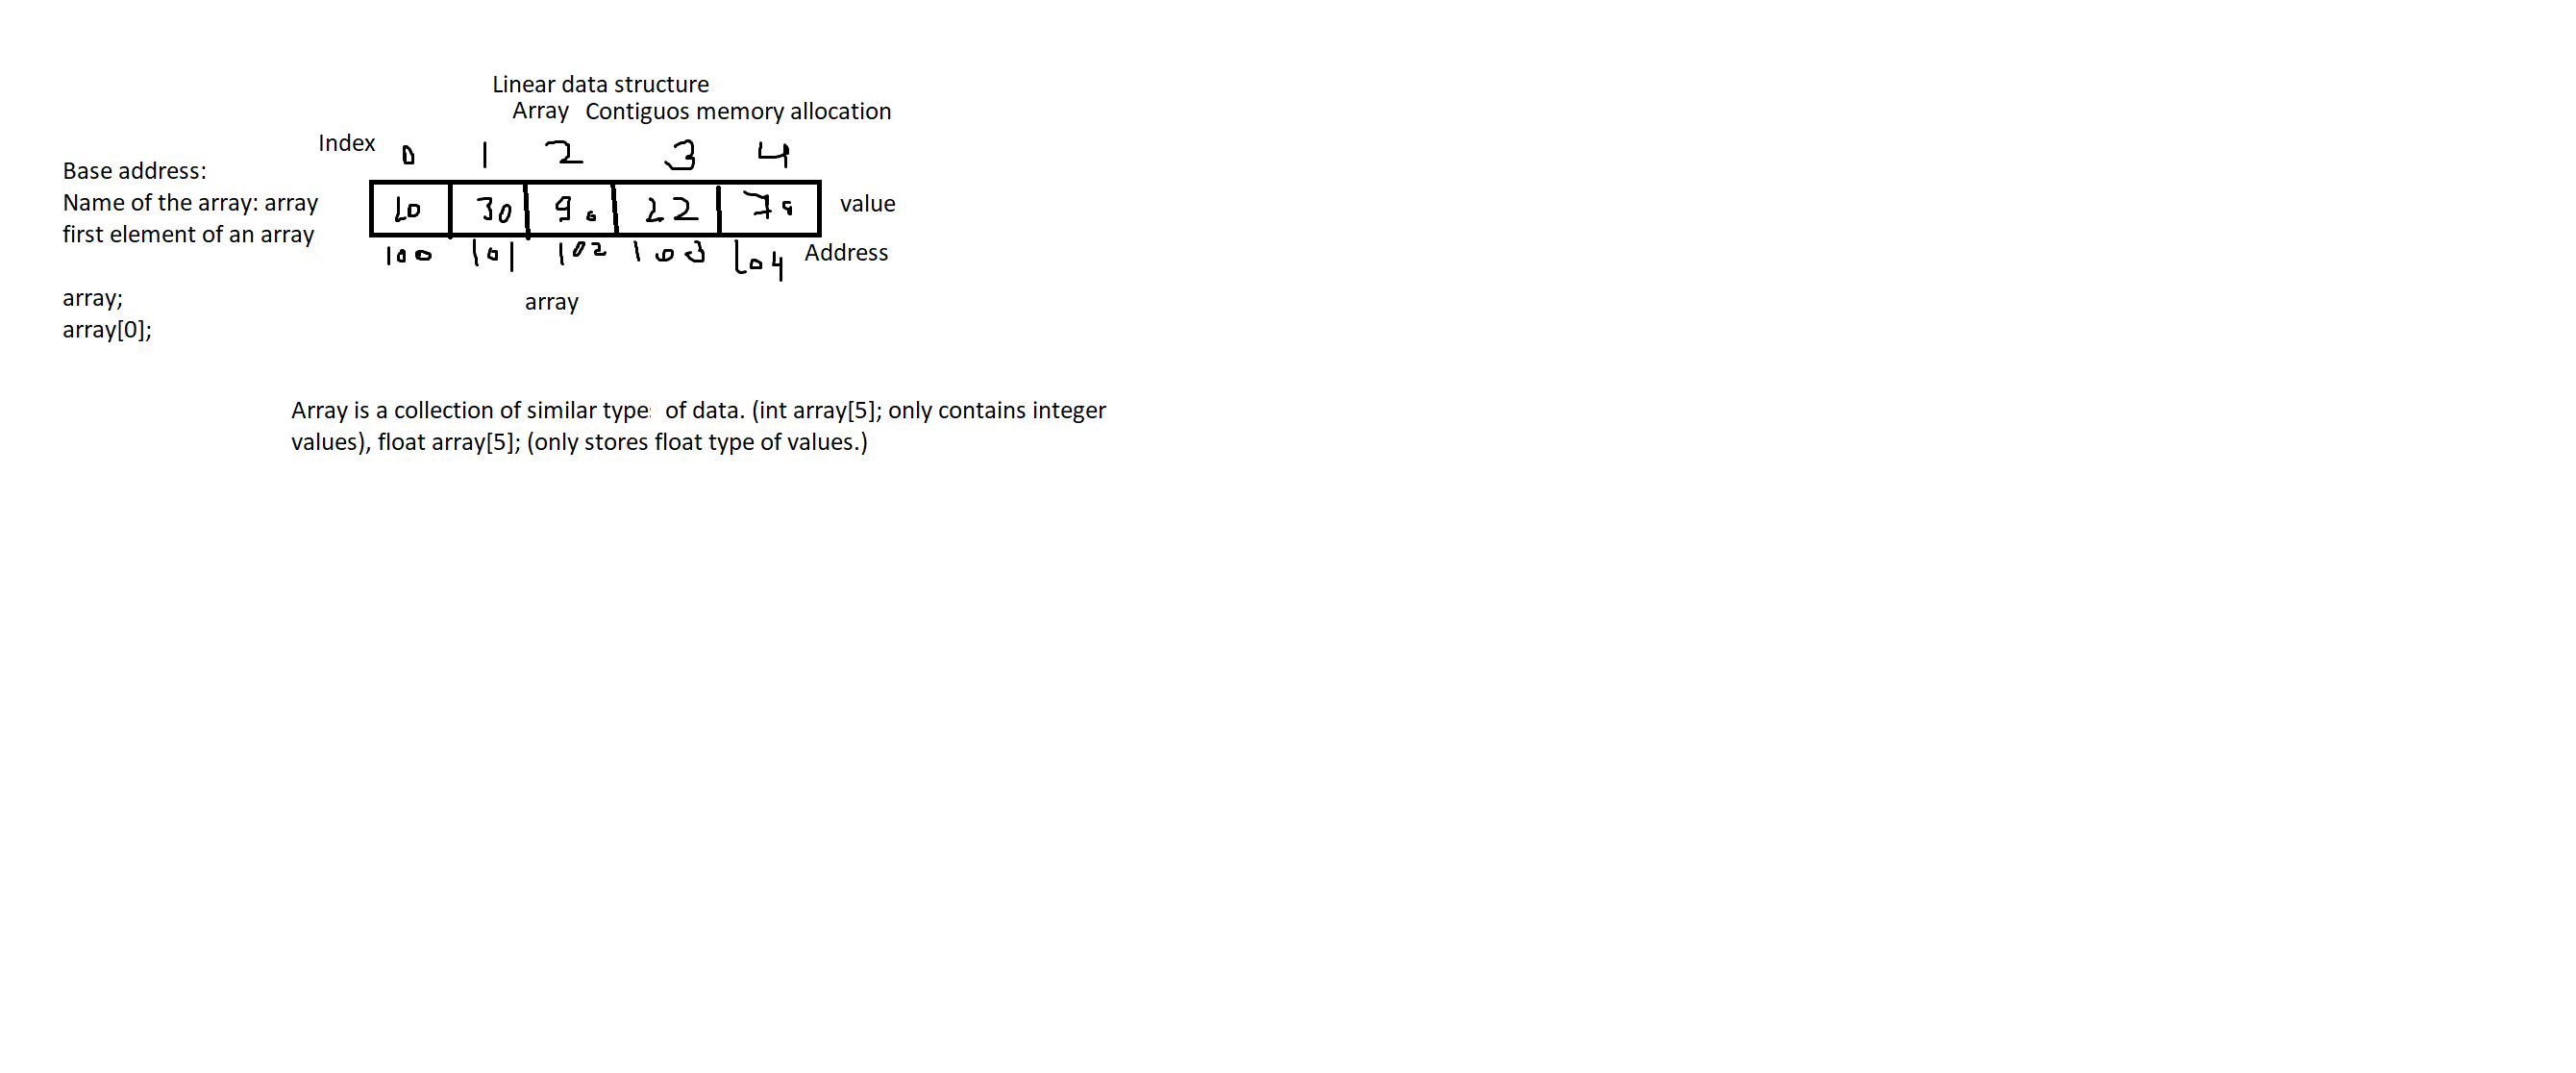 Linear data structure
Array Contiguos memory allocation
Index 0 1 2 3 4
Base address:
Name of the array: array
first element of an array
10 30 90 22 79 value
100 101 102 103 104 Address
array
array;
array[0];
Array is a collection of similar type of data. (int array[5]; only contains integer
values), float array[5]; (only stores float type of values.)